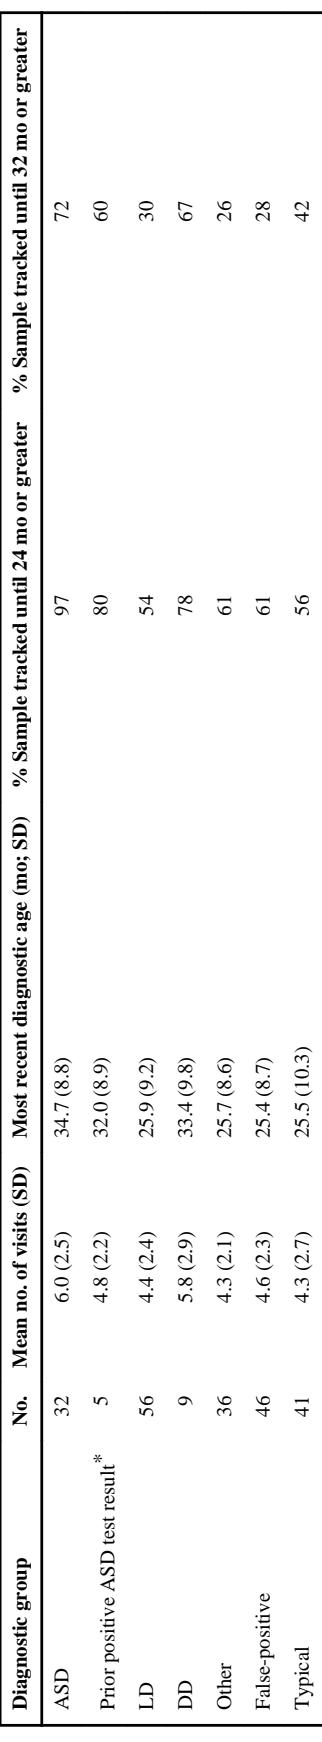 Diagnostic group No. Mean no. of visits (SD) Most recent diagnostic age (mo; SD) % Sample tracked until 24 mo or greater % Sample tracked until 32 mo or greater
ASD 32 6.0 (2.5) 34.7 (8.8) 97 72
Prior positive ASD test result* 5 4.8 (2.2) 32.0 (8.9) 80 60
LD 56 4.4 (2.4) 25.9 (9.2) 54 30
DD 9 5.8 (2.9) 33.4 (9.8) 78 67
Other 36 4.3 (2.1) 25.7 (8.6) 61 26
False-positive 46 4.6 (2.3) 25.4 (8.7) 61 28
Typical 41 4.3 (2.7) 25.5 (10.3) 56 42